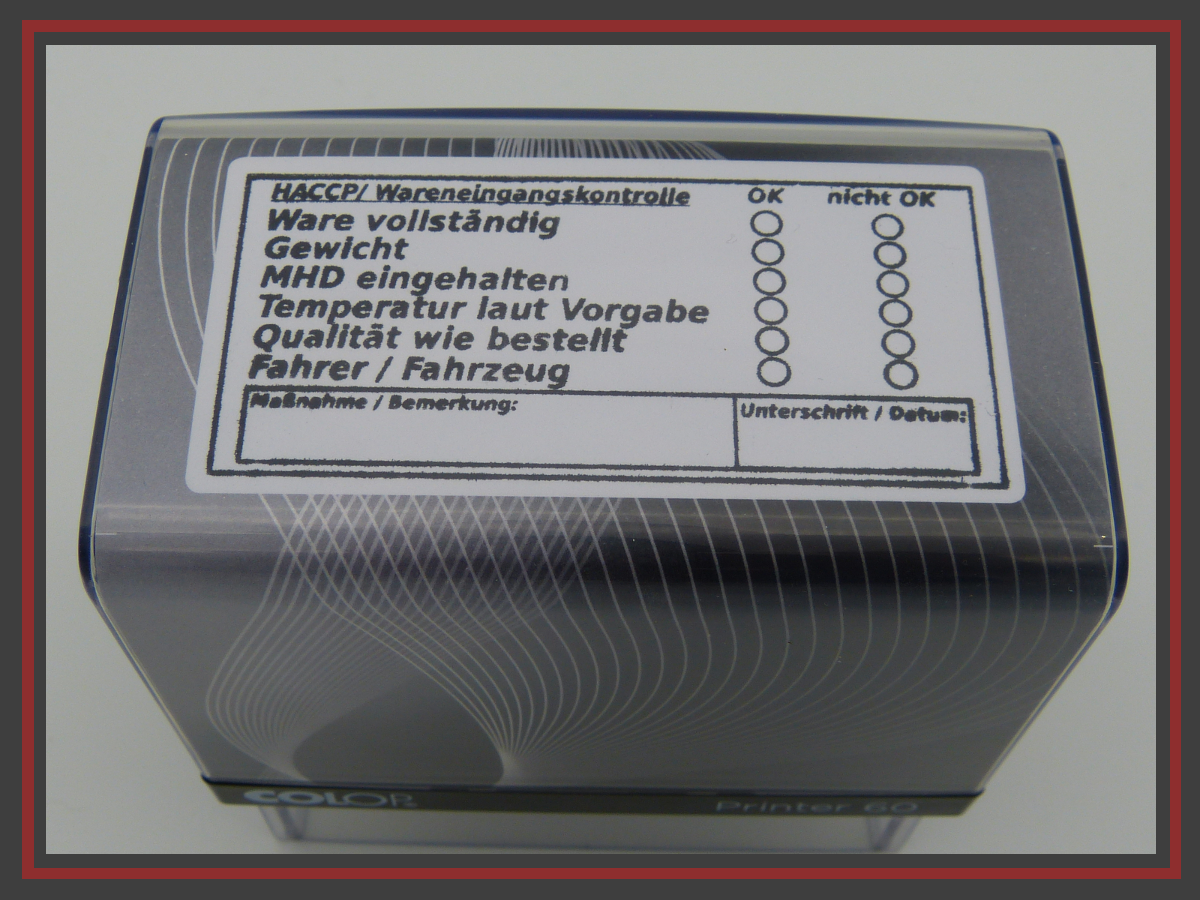 HACCP/ Wareneingangskontrolle OK nicht OK
Ware vollständig
Gewicht
MHD eingehalten
Temperatur laut Vorgabe
Qualität wie bestellt
Fahrer / Fahrzeug
Maßnahme / Bemerkung: Unterschrift / Datum:
COLOP Printer 60